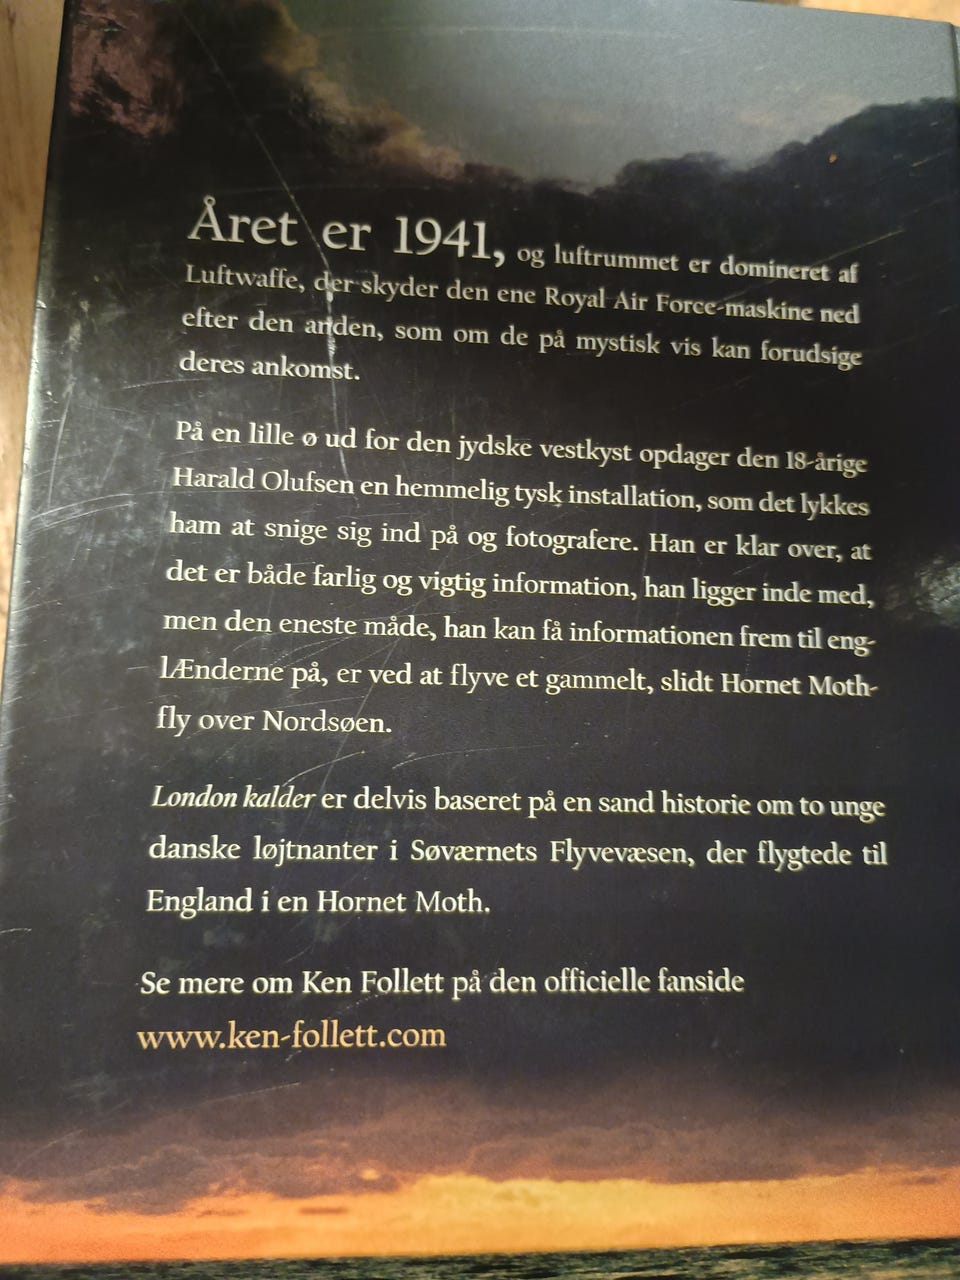 Året er 1941, og luftrummet er domineret af
Luftwaffe, der skyder den ene Royal Air Force-maskine ned
efter den anden, som om de på mystisk vis kan forudsige
deres ankomst.
På en lille ø ud for den jydske vestkyst opdager den 18-årige
Harald Olufsen en hemmelig tysk installation, som det lykkes
ham at snige sig ind på og fotografere. Han er klar over, at
det er både farlig og vigtig information, han ligger inde med,
men den eneste måde, han kan få informationen frem til eng-
lÆnderne på, er ved at flyve et gammelt, slidt Hornet Moth-
fly over Nordsøen.
London kalder er delvis baseret på en sand historie om to unge
danske løjtnanter i Søværnets Flyvevæsen, der flygtede til
England i en Hornet Moth.
Se mere om Ken Follett på den officielle fanside
www.ken-follett.com